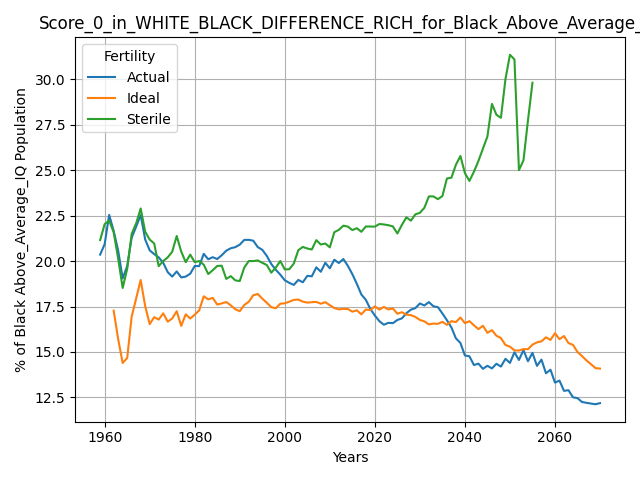 Score_0_in_WHITE_BLACK_DIFFERENCE_RICH_for_Black_Above_Average_
Fertility
Actual
Ideal
Sterile
% of Black Above_Average_IQ Population
30.0
27.5
25.0
22.5
20.0
17.5
15.0
12.5
1960 1980 2000 2020 2040 2060
Years